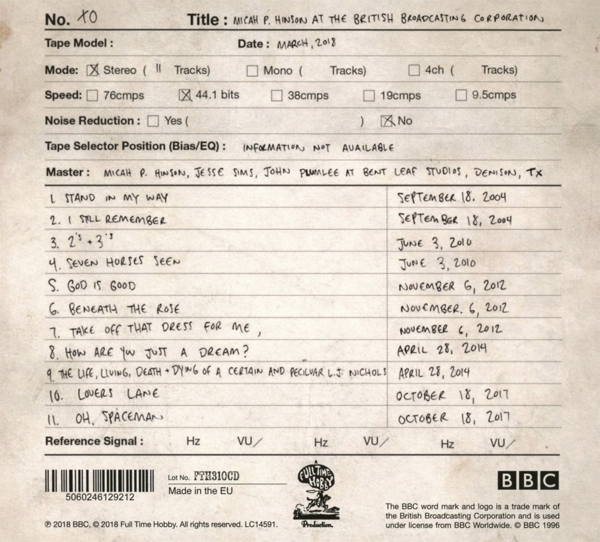 No. XO Title : MICAH P. HINSON AT THE BRITISH BROADCASTING CORPORATION
Tape Model : Date : MARCH, 2018
Mode: X Stereo ( 11 Tracks) Mono ( Tracks) 4ch ( Tracks)
Speed: 76cmps X 44.1 bits 38cmps 19cmps 9.5cmps
Noise Reduction : Yes ( ) X No
Tape Selector Position (Bias/EQ) : INFORMATION NOT AVAILABLE
Master : MICAH P. HINSON, JESSE SIMS, JOHN PLUMLEE AT BENT LEAF STUDIOS, DENISON, TX
1. STAND IN MY WAY SEPTEMBER 18. 2004
2. I STLL REMEMBER SEPTEMBER 18, 2004
3. 2's + 3's JUNE 3, 2010
4. SEVEN HORSES SEEN JUNE 3, 2010
5. GOD IS GOOD NOVEMBER 6, 2012
6. BENEATH THE ROSE NOVEMBER. 6, 2012
7. TAKE OFF THAT DRESS FOR ME, NOVEMBER 6, 2012
8. HOW ARE YOU JUST A DREAM? APRIL 28, 2014
9. THE LIFE, LIVING, DEATH + DYING OF A CERTAIN AND PECILUAR L.J. NICHOLS APRIL 28, 2014
10. LOVERS LANE OCTOBER 18, 2017
11. OH, SPACEMAN OCTOBER 18, 2017
Reference Signal : Hz VU/ Hz VU/ Hz VU/
5060246129212
Lot No. FTH310CD
Made in the EU
FULL TIME HOBBY
Production.
BBC
℗ 2018 BBC, © 2018 Full Time Hobby. All rights reserved. LC14591.
The BBC word mark and logo is a trade mark of
the British Broadcasting Corporation and is used
under license from BBC Worldwide. © BBC 1996